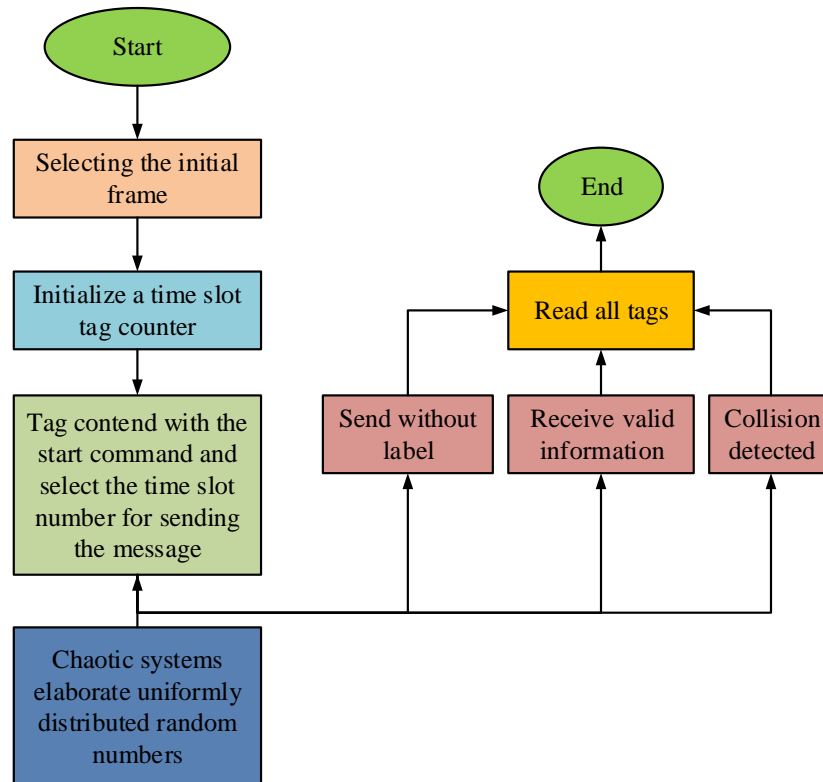 Start
Selecting the initial
frame
Initialize a time slot
tag counter
Tag contend with the
start command and
select the time slot
number for sending
the message
Chaotic systems
elaborate uniformly
distributed random
numbers
End
Read all tags
Send without
label
Receive valid
information
Collision
detected